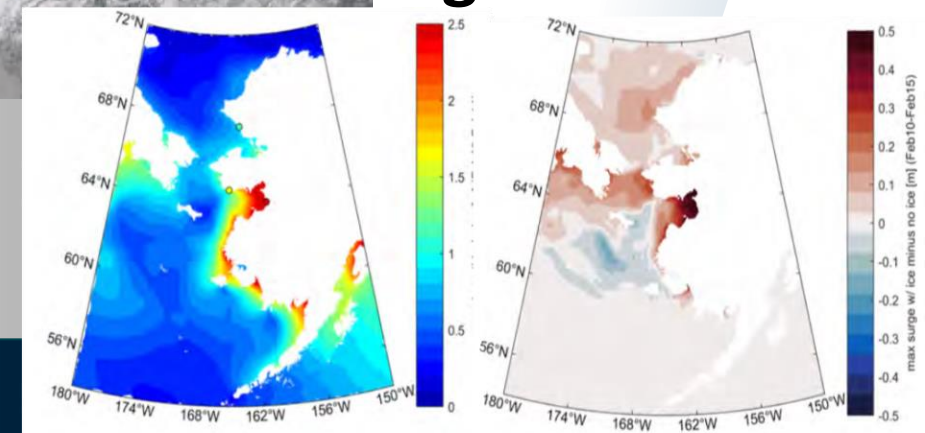 72°N
68°N
64°N
60°N
56°N
180°W
174°W
168°W
162°W
156°W
150°W
2.5
2
1.5
1
0.5
0
72°N
68°N
64°N
60°N
56°N
180°W
174°W
168°W
162°W
156°W
150°W
0.5
0.4
0.3
0.2
0.1
0
-0.1
-0.2
-0.3
-0.4
-0.5
max surge w/ ice minus no ice [m] (Feb10-Feb15)